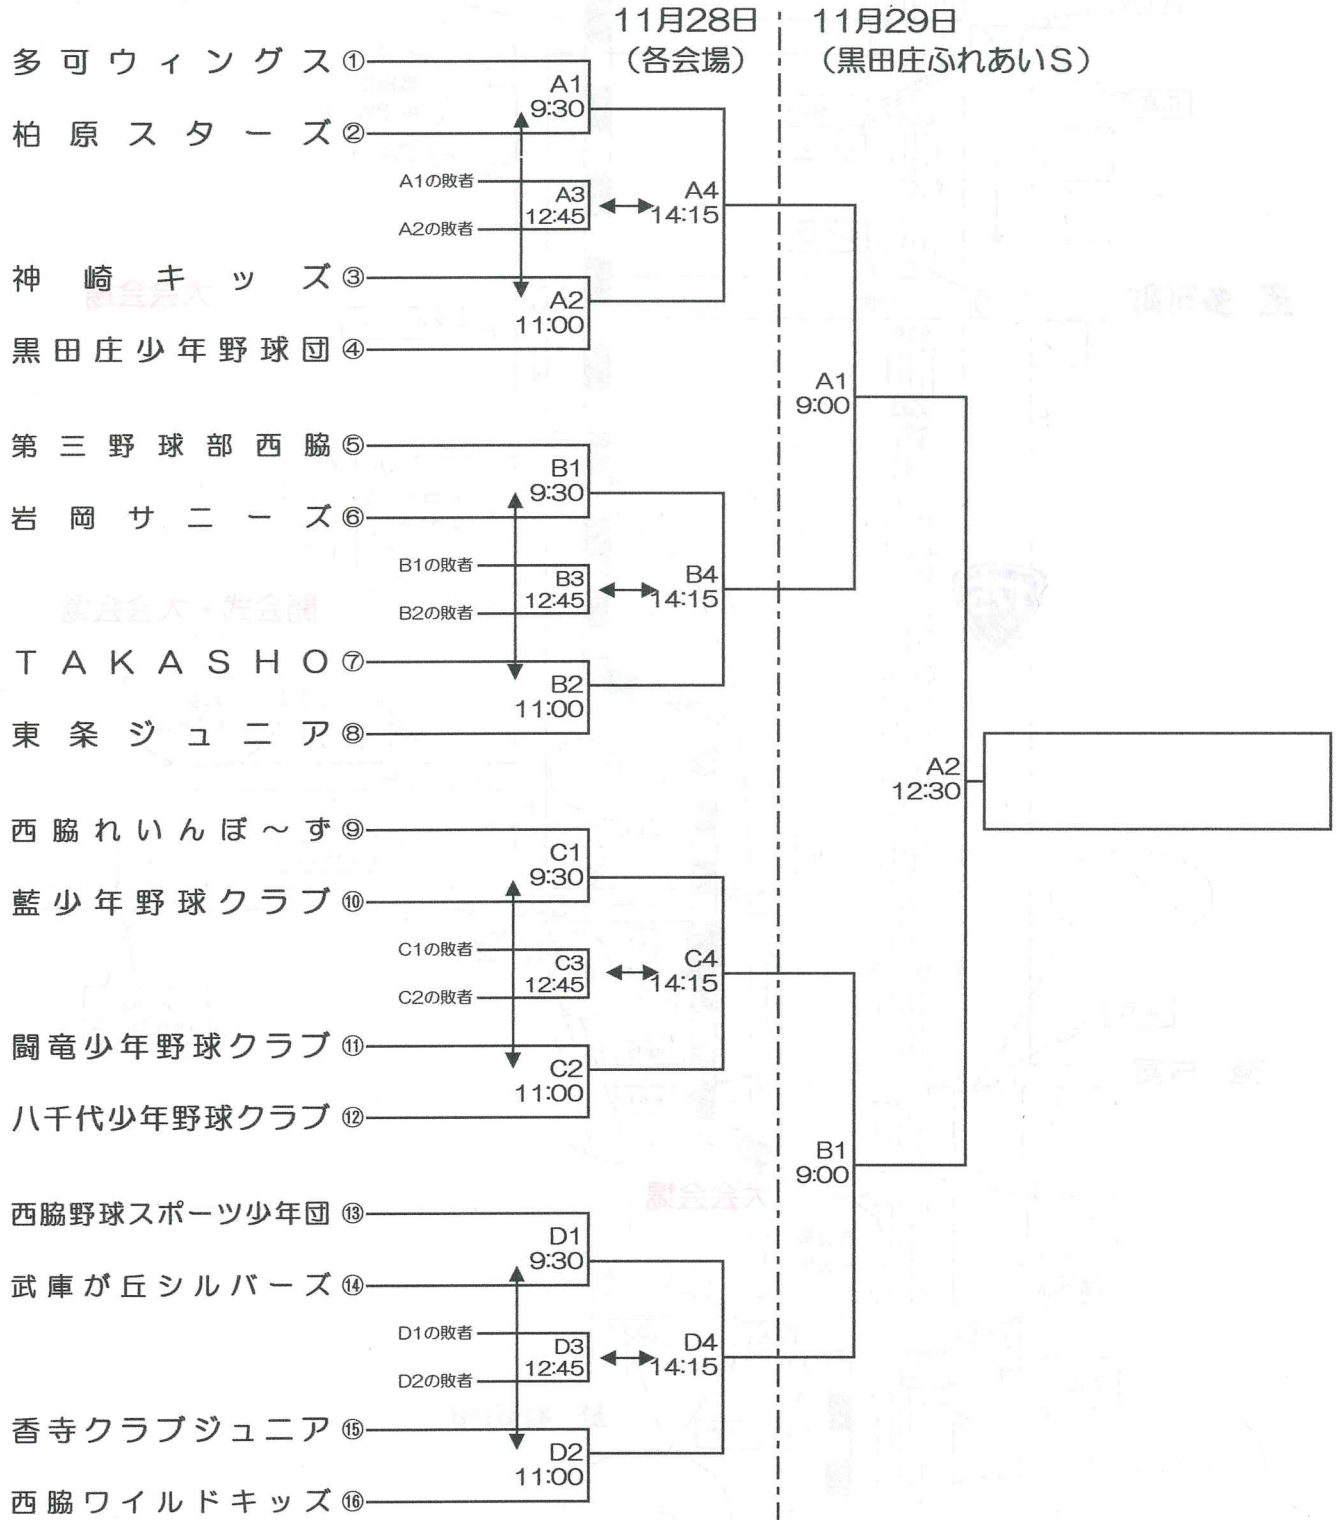 11月28日
（各会場）
11月29日
（黒田庄ふれあいS）
多可ウィングス①
A1
9:30
柏原スターズ②
A1の敗者
A3
12:45
A4
14:15
A2の敗者
神崎キッズ③
A2
11:00
黒田庄少年野球団④
A1
9:00
第三野球部西脇⑤
B1
9:30
岩岡サニーズ⑥
B1の敗者
B3
12:45
B4
14:15
B2の敗者
TAKASHO⑦
B2
11:00
東条ジュニア⑧
A2
12:30
西脇れいんぼ～ず⑨
C1
9:30
藍少年野球クラブ⑩
C1の敗者
C3
12:45
C4
14:15
C2の敗者
闘竜少年野球クラブ⑪
C2
11:00
八千代少年野球クラブ⑫
B1
9:00
西脇野球スポーツ少年団⑬
D1
9:30
武庫が丘シルバーズ⑭
D1の敗者
D3
12:45
D4
14:15
D2の敗者
香寺クラブジュニア⑮
D2
11:00
西脇ワイルドキッズ⑯